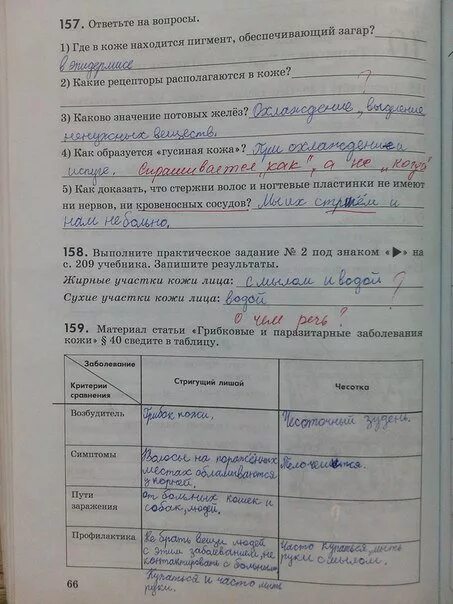 157. Ответьте на вопросы.
1) Где в коже находится пигмент, обеспечивающий загар?
в эпидермисе
2) Какие рецепторы располагаются в коже?
?
3) Каково значение потовых желёз? Охлаждение, выделение
ненужных веществ.
4) Как образуется «гусиная кожа»? При охлаждении и
испуге. Спрашивается „как", а не „когда"
5) Как доказать, что стержни волос и ногтевые пластинки не имеют
ни нервов, ни кровеносных сосудов? Мы их стрижём и
нам не больно.
158. Выполните практическое задание № 2 под знаком «▶» на
с. 209 учебника. Запишите результаты.
Жирные участки кожи лица: с мылом и водой ?
Сухие участки кожи лица: водой
О чем речь?
159. Материал статьи «Грибковые и паразитарные заболевания
кожи» § 40 сведите в таблицу.
Заболевание
Критерии
сравнения
Стригущий лишай
Чесотка
Возбудитель
Грибок кожи.
Чесоточный зудень.
Симптомы
Волосы на поражённых
местах обламываются
у корней.
Тело чешется.
Пути
заражения
от больных кошек и
собак, людей.
Профилактика
Не брать вещи людей
с этим заболеванием, не
контактировать с больным.
Купаться и часто мыть
руки.
Часто купаться, мыть
руки с мылом.
66